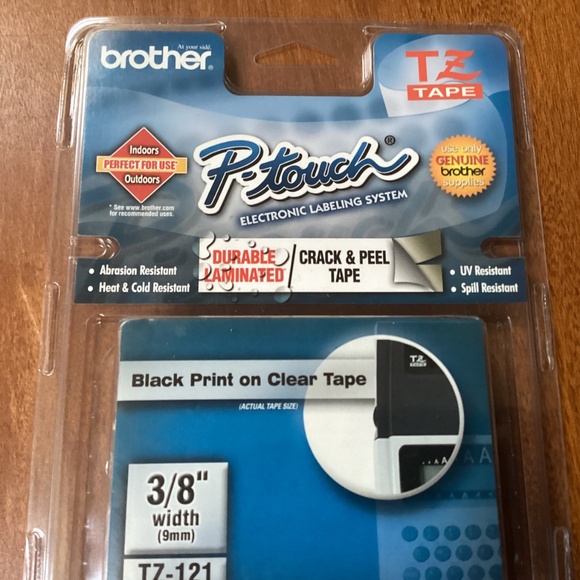 At your side.
brother®
TZ
TAPE
Indoors
PERFECT FOR USE*
Outdoors
* See www.brother.com
for recommended uses.
P-touch®
ELECTRONIC LABELING SYSTEM
use only
GENUINE
brother
supplies
• Abrasion Resistant
• Heat & Cold Resistant
DURABLE
LAMINATED
/ CRACK & PEEL
TAPE
• UV Resistant
• Spill Resistant
Black Print on Clear Tape
(ACTUAL TAPE SIZE)
TZ
AAA
3/8"
width
(9mm)
TZ-121